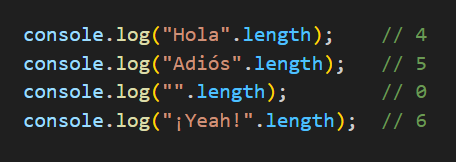 console.log("Hola".length);    // 4
console.log("Adiós".length);   // 5
console.log("".length);        // 0
console.log("¡Yeah!".length);  // 6